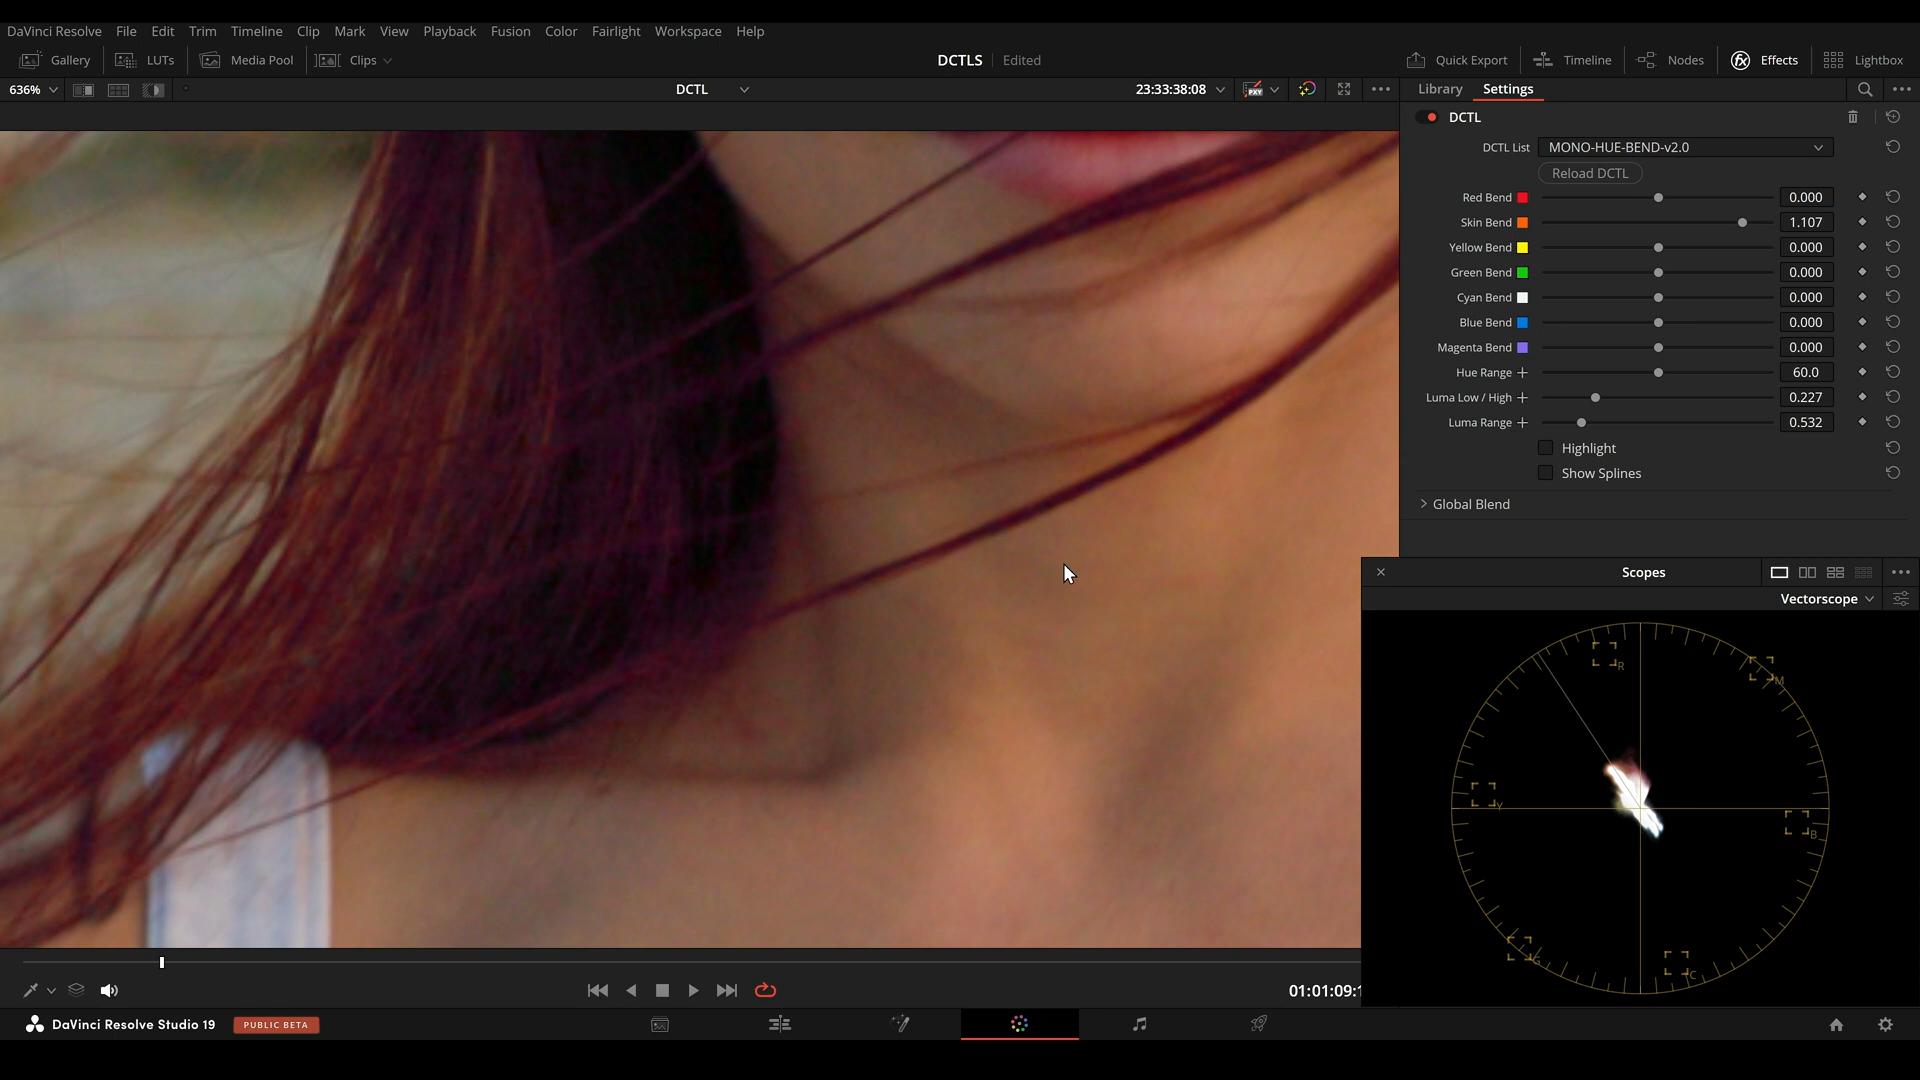 DaVinci Resolve File Edit Trim Timeline Clip Mark View Playback Fusion Color Fairlight Workspace Help
Gallery LUTs Media Pool Clips DCTLS Edited Quick Export Timeline Nodes Effects Lightbox
636% DCTL 23:33:38:08 Library Settings
DCTL
DCTL List MONO-HUE-BEND-v2.0
Reload DCTL
Red Bend 0.000
Skin Bend 1.107
Yellow Bend 0.000
Green Bend 0.000
Cyan Bend 0.000
Blue Bend 0.000
Magenta Bend 0.000
Hue Range 60.0
Luma Low / High 0.227
Luma Range 0.532
Highlight
Show Splines
Global Blend
Scopes
Vectorscope
R
M
Y
B
G
C
01:01:09:1
DaVinci Resolve Studio 19 PUBLIC BETA